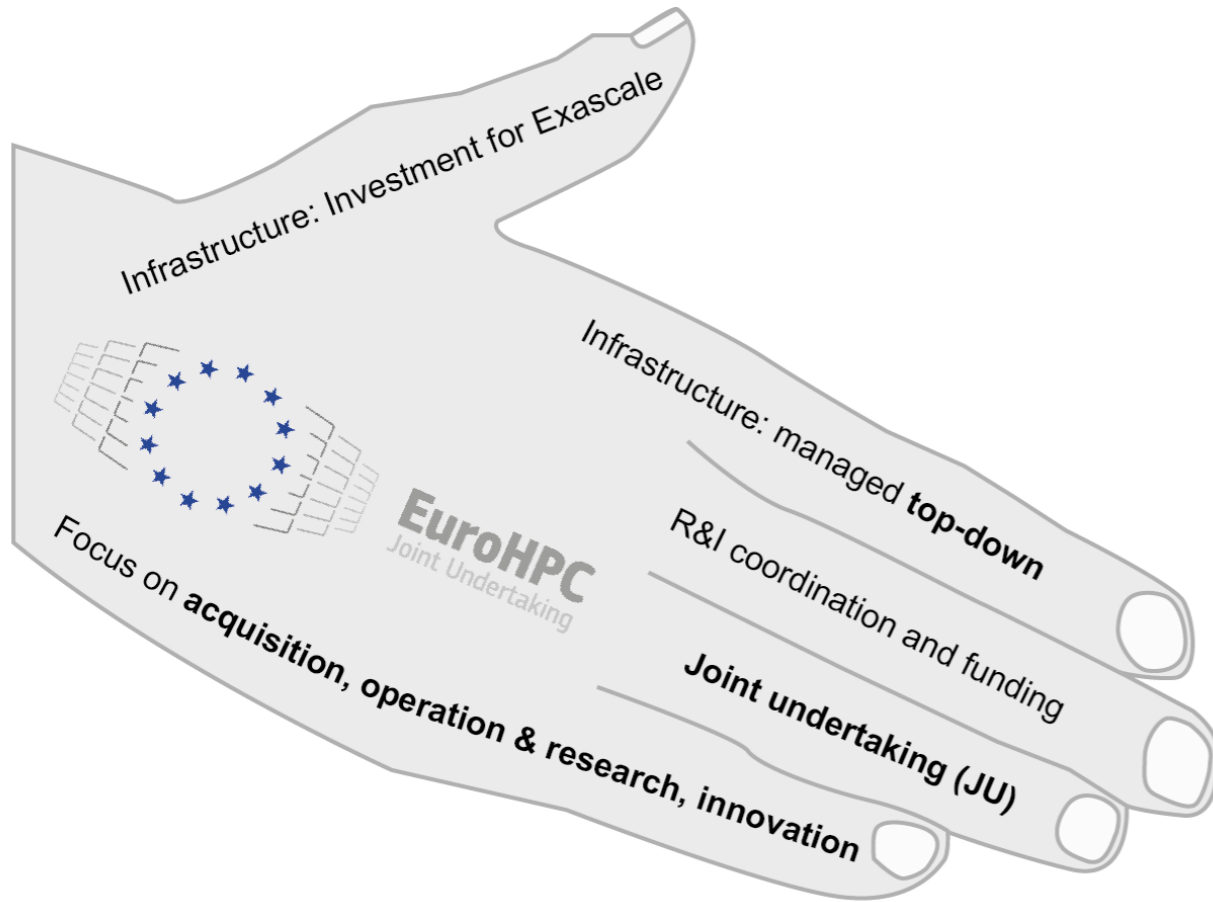 Infrastructure: Investment for Exascale
Infrastructure: managed top-down
R&I coordination and funding
Joint undertaking (JU)
Focus on acquisition, operation & research, innovation
EuroHPC
Joint Undertaking